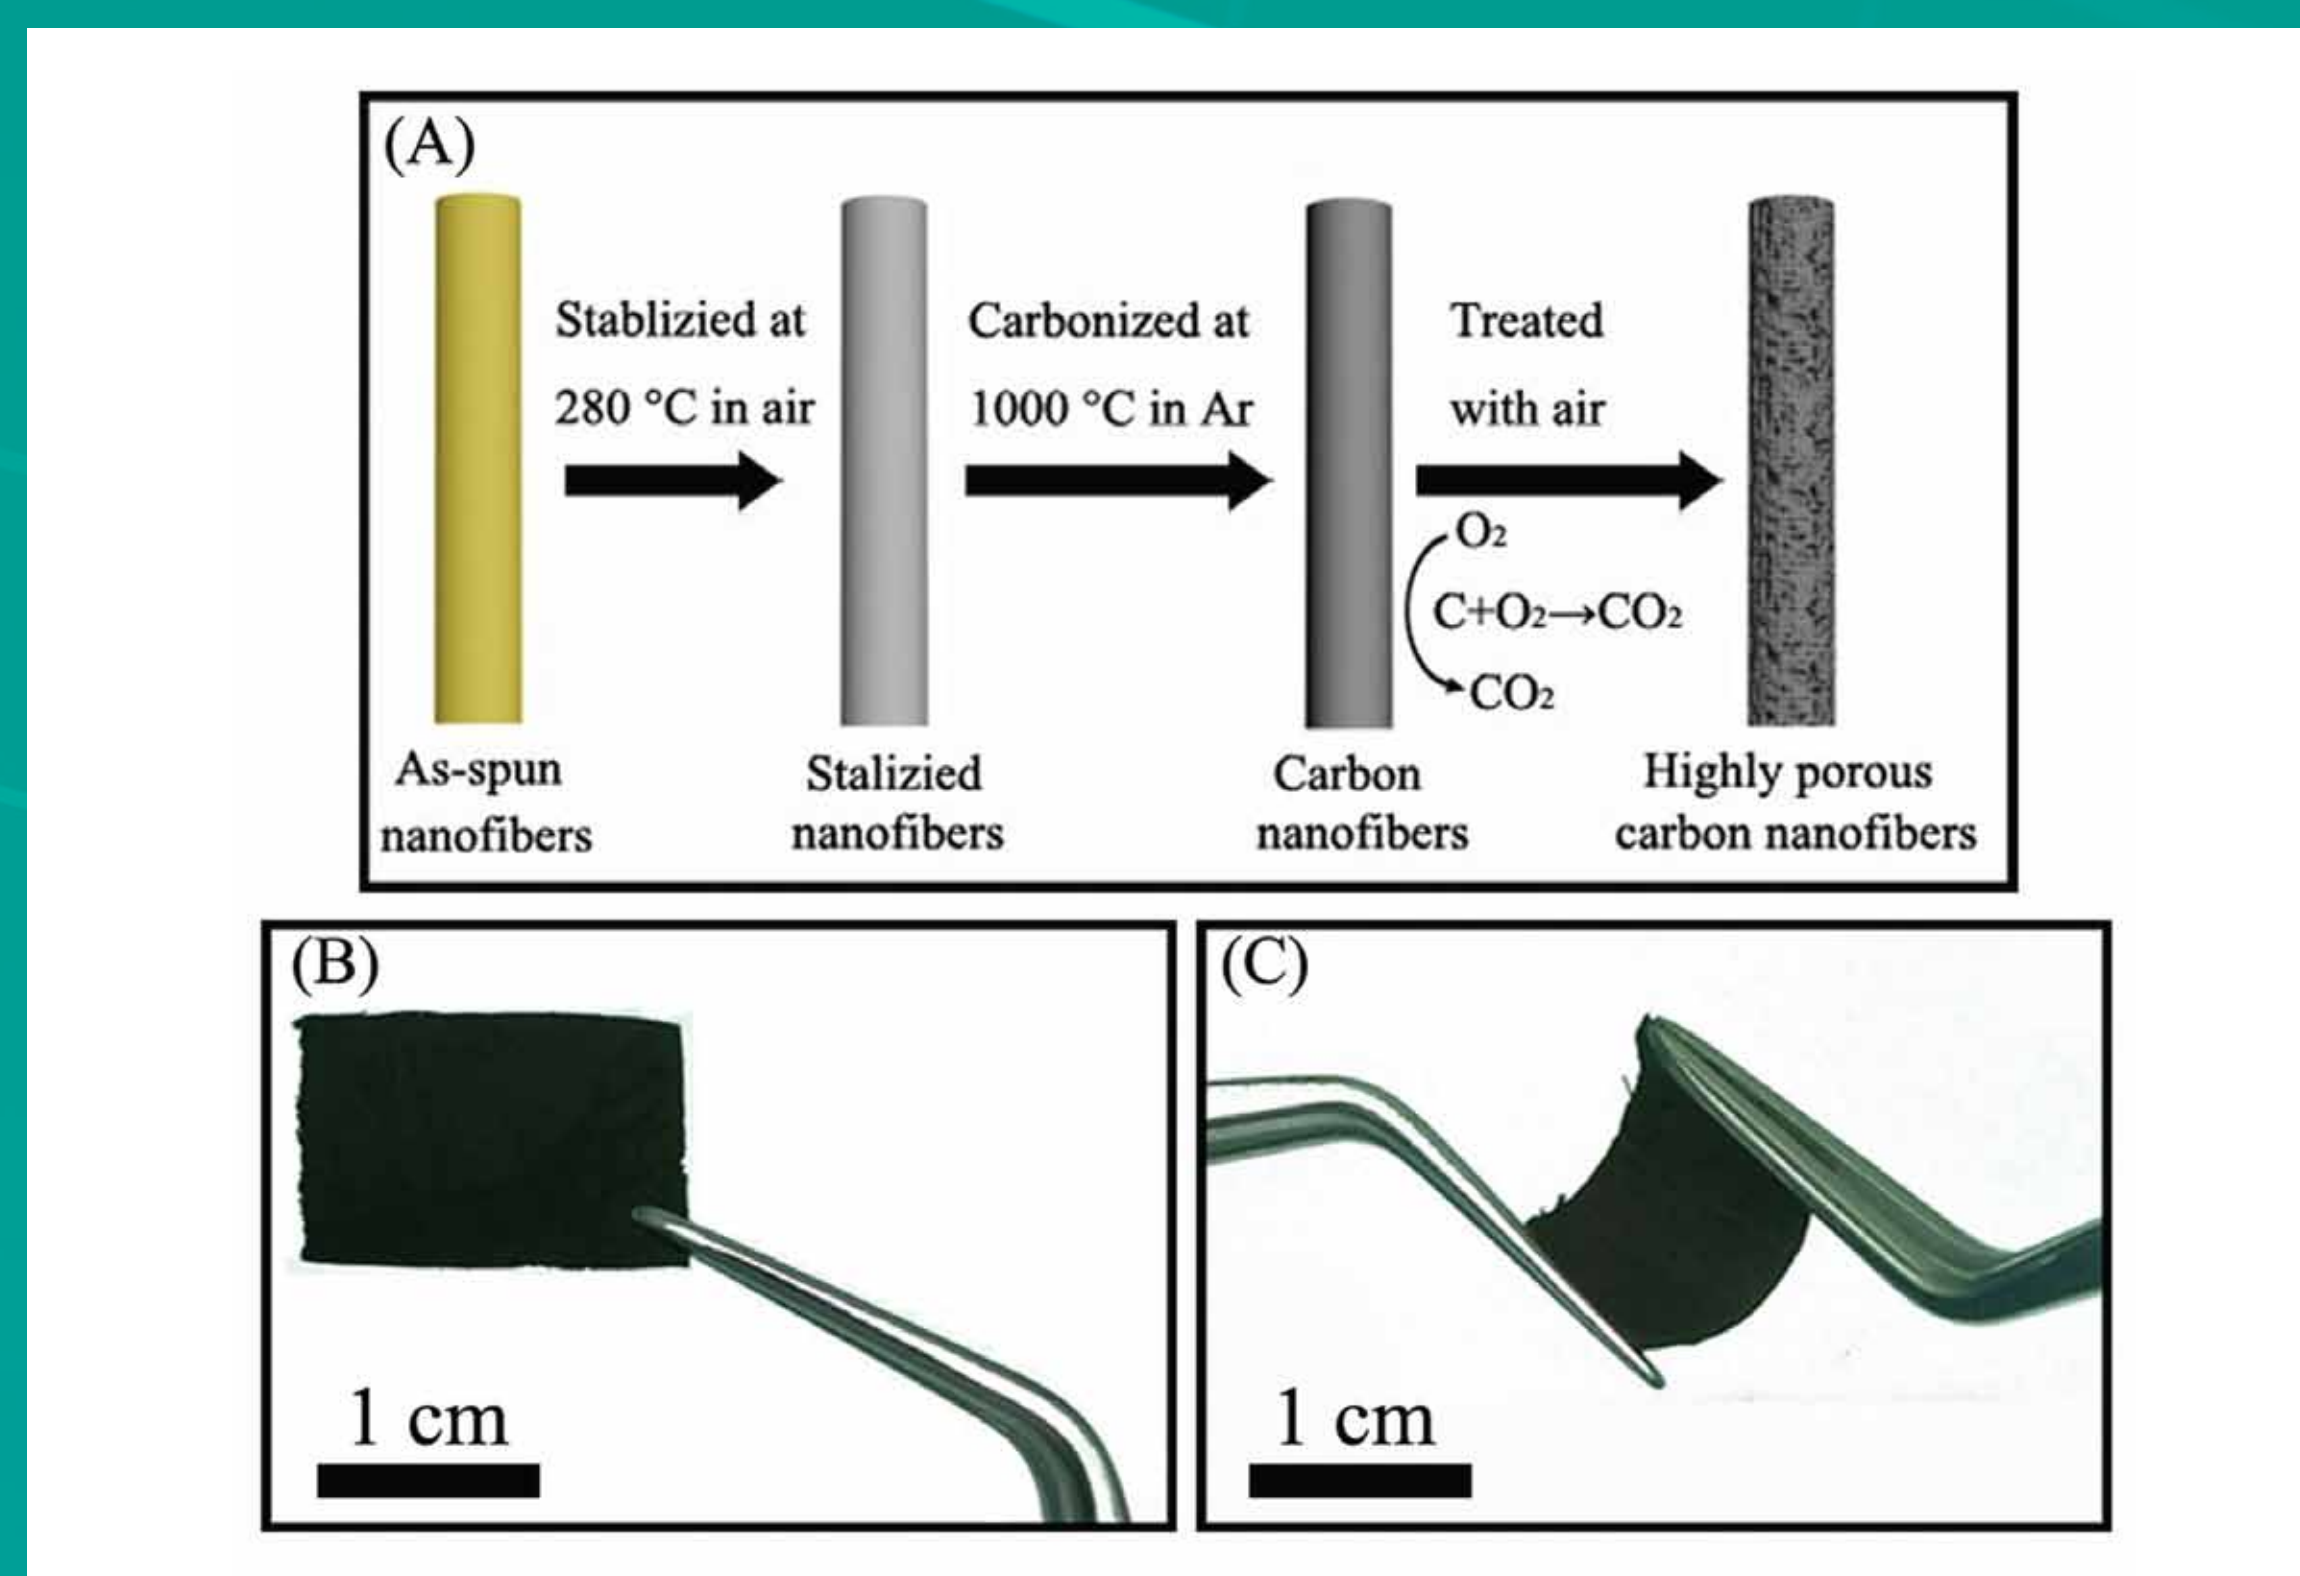 (A)
Stablizied at
280 °C in air
Carbonized at
1000 °C in Ar
Treated
with air
O₂
C+O₂→CO₂
CO₂
As-spun
nanofibers
Stalizied
nanofibers
Carbon
nanofibers
Highly porous
carbon nanofibers
(B)
1 cm
(C)
1 cm